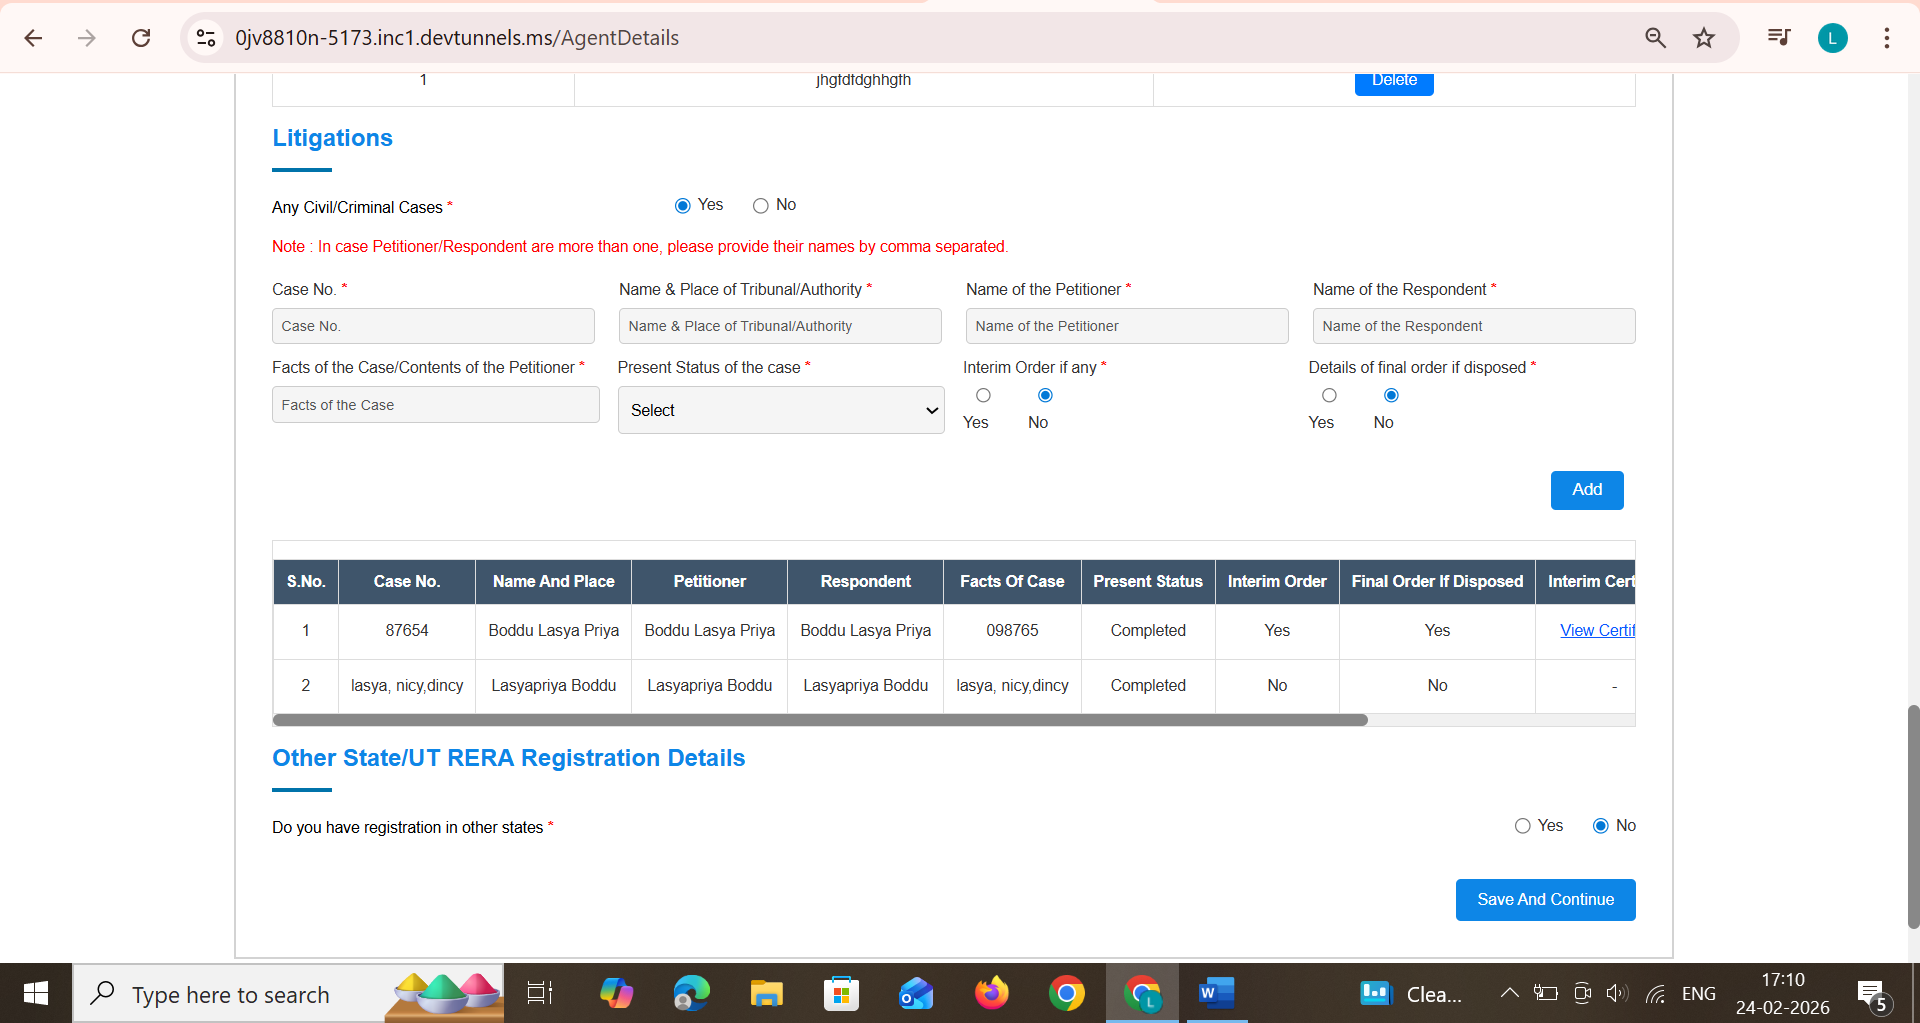 0jv8810n-5173.inc1.devtunnels.ms/AgentDetails
L
1 jhgfdfdghhgfh Delete
Litigations
Any Civil/Criminal Cases * Yes No
Note : In case Petitioner/Respondent are more than one, please provide their names by comma separated.
Case No. * Name & Place of Tribunal/Authority * Name of the Petitioner * Name of the Respondent *
Case No. Name & Place of Tribunal/Authority Name of the Petitioner Name of the Respondent
Facts of the Case/Contents of the Petitioner * Present Status of the case * Interim Order if any * Details of final order if disposed *
Facts of the Case Select
Yes No Yes No
Add
S.No. Case No. Name And Place Petitioner Respondent Facts Of Case Present Status Interim Order Final Order If Disposed Interim Cert
1 87654 Boddu Lasya Priya Boddu Lasya Priya Boddu Lasya Priya 098765 Completed Yes Yes View Certif
2 lasya, nicy,dincy Lasyapriya Boddu Lasyapriya Boddu Lasyapriya Boddu lasya, nicy,dincy Completed No No -
Other State/UT RERA Registration Details
Do you have registration in other states * Yes No
Save And Continue
Type here to search Clea... ENG 17:10
24-02-2026
5